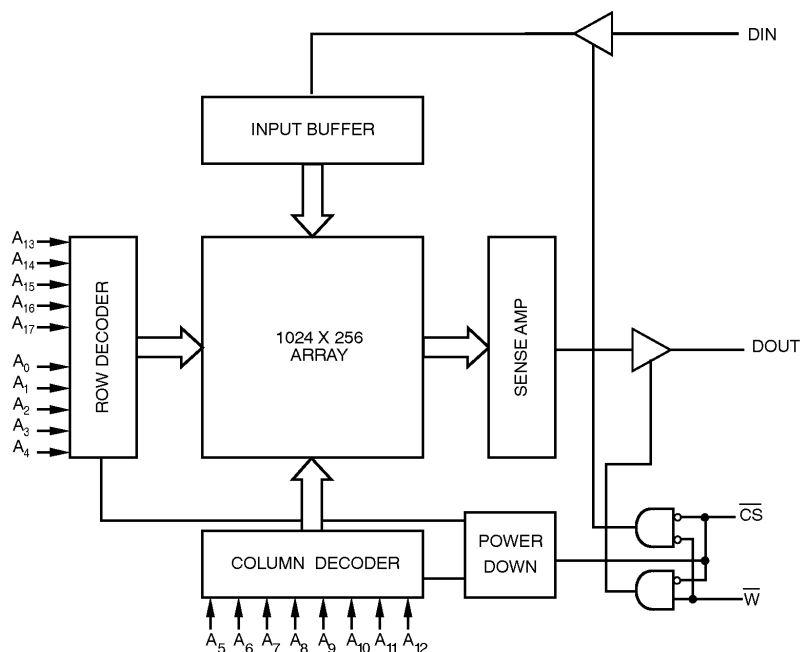 DIN
INPUT BUFFER
A13
A14
A15
A16
A17
A0
A1
A2
A3
A4
ROW DECODER
1024 X 256
ARRAY
SENSE AMP
DOUT
COLUMN DECODER
POWER
DOWN
C̅S̅
W̅
A5 A6 A7 A8 A9 A10 A11 A12